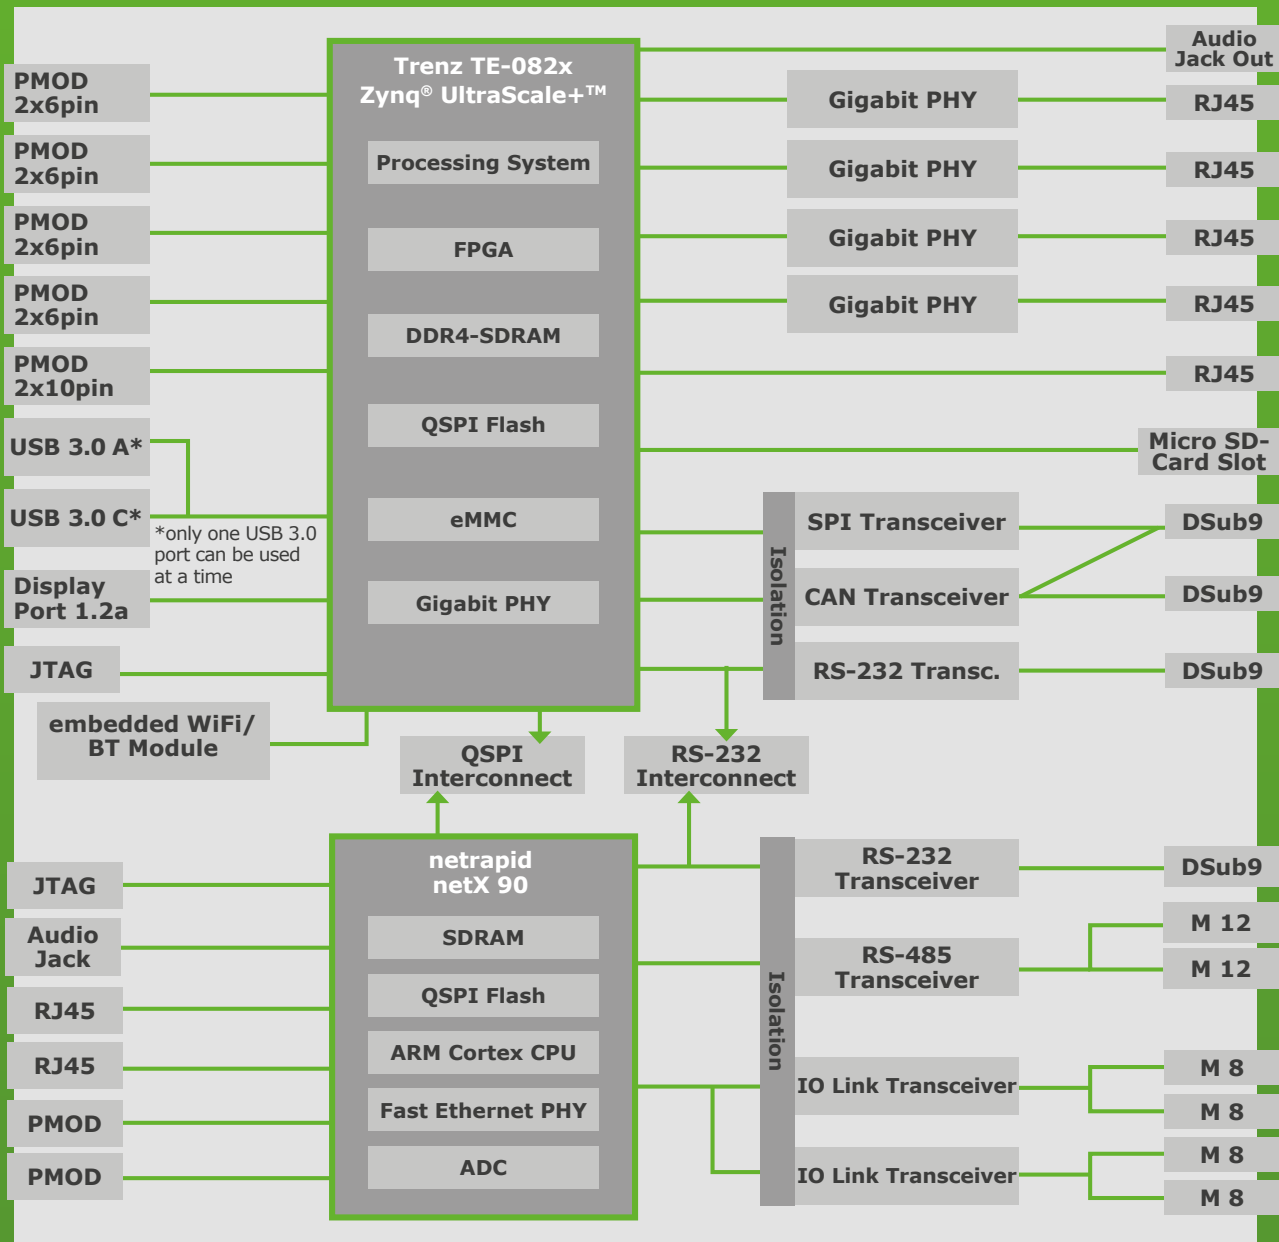 PMOD
2x6pin
PMOD
2x6pin
PMOD
2x6pin
PMOD
2x6pin
PMOD
2x10pin
USB 3.0 A*
USB 3.0 C*
*only one USB 3.0
port can be used
at a time
Display
Port 1.2a
JTAG
embedded WiFi/
BT Module
Trenz TE-082x
Zynq® UltraScale+™
Processing System
FPGA
DDR4-SDRAM
QSPI Flash
eMMC
Gigabit PHY
Audio
Jack Out
Gigabit PHY
RJ45
Gigabit PHY
RJ45
Gigabit PHY
RJ45
Gigabit PHY
RJ45
RJ45
Micro SD-
Card Slot
Isolation
SPI Transceiver
DSub9
CAN Transceiver
DSub9
RS-232 Transc.
DSub9
QSPI
Interconnect
RS-232
Interconnect
JTAG
Audio
Jack
RJ45
RJ45
PMOD
PMOD
netrapid
netX 90
SDRAM
QSPI Flash
ARM Cortex CPU
Fast Ethernet PHY
ADC
Isolation
RS-232
Transceiver
DSub9
RS-485
Transceiver
M 12
M 12
IO Link Transceiver
M 8
M 8
IO Link Transceiver
M 8
M 8